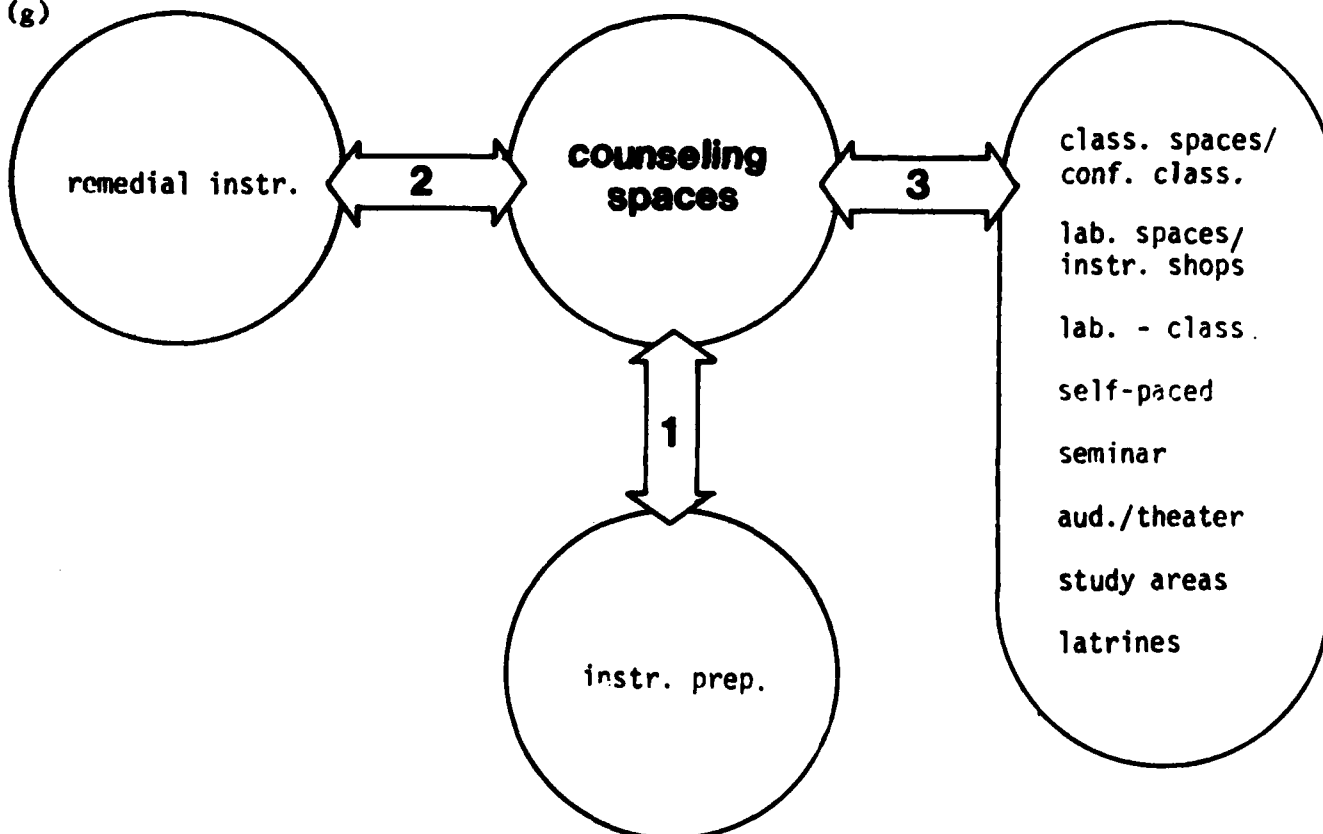 (g)
remedial instr.
2
counseling
spaces
3
class. spaces/
conf. class.
lab. spaces/
instr. shops
lab. - class.
self-paced
seminar
aud./theater
study areas
latrines
1
instr. prep.